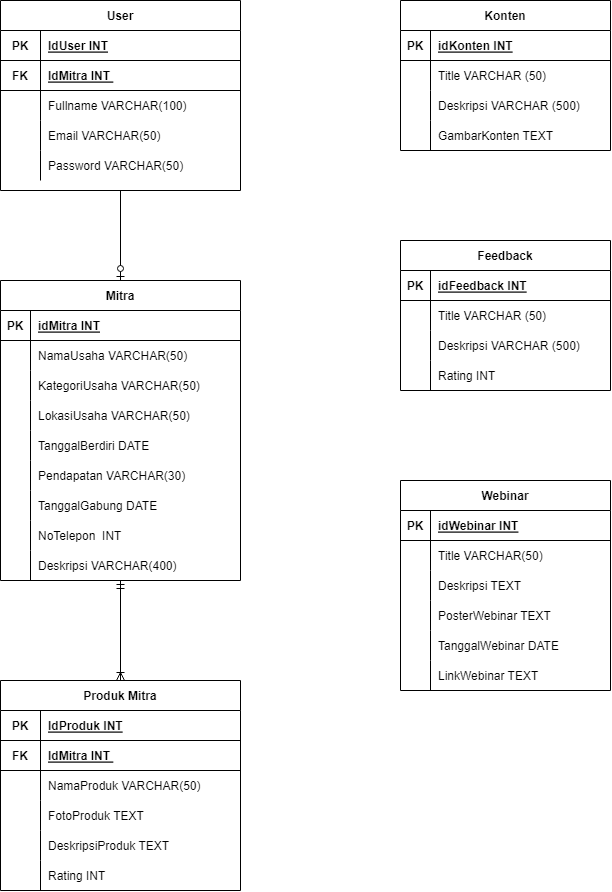 User
PK IdUser INT
FK IdMitra INT
Fullname VARCHAR(100)
Email VARCHAR(50)
Password VARCHAR(50)
Mitra
PK idMitra INT
NamaUsaha VARCHAR(50)
KategoriUsaha VARCHAR(50)
LokasiUsaha VARCHAR(50)
TanggalBerdiri DATE
Pendapatan VARCHAR(30)
TanggalGabung DATE
NoTelepon INT
Deskripsi VARCHAR(400)
Produk Mitra
PK IdProduk INT
FK IdMitra INT
NamaProduk VARCHAR(50)
FotoProduk TEXT
DeskripsiProduk TEXT
Rating INT
Konten
PK idKonten INT
Title VARCHAR (50)
Deskripsi VARCHAR (500)
GambarKonten TEXT
Feedback
PK idFeedback INT
Title VARCHAR (50)
Deskripsi VARCHAR (500)
Rating INT
Webinar
PK idWebinar INT
Title VARCHAR(50)
Deskripsi TEXT
PosterWebinar TEXT
TanggalWebinar DATE
LinkWebinar TEXT